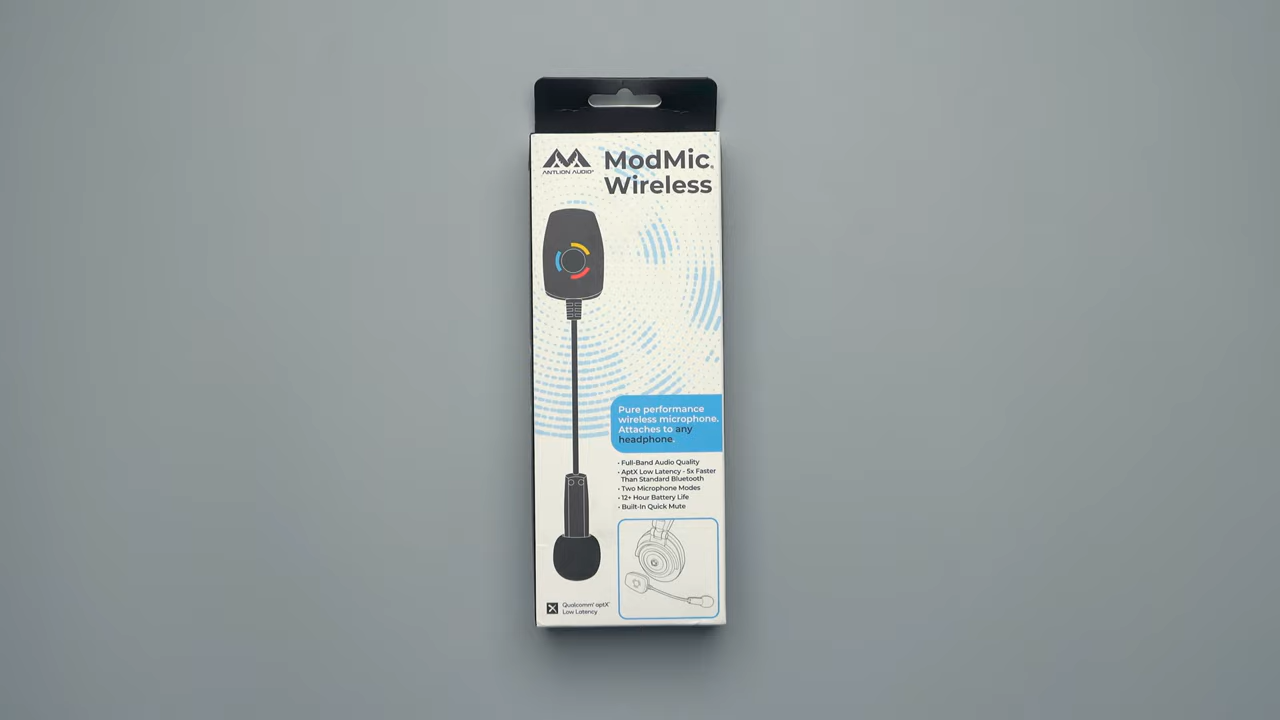 ANTLION AUDIO®
ModMic®
Wireless
Pure performance
wireless microphone.
Attaches to any
headphone.
• Full-Band Audio Quality
• AptX Low Latency - 5x Faster
Than Standard Bluetooth
• Two Microphone Modes
• 12+ Hour Battery Life
• Built-In Quick Mute
Qualcomm® aptX™
Low Latency